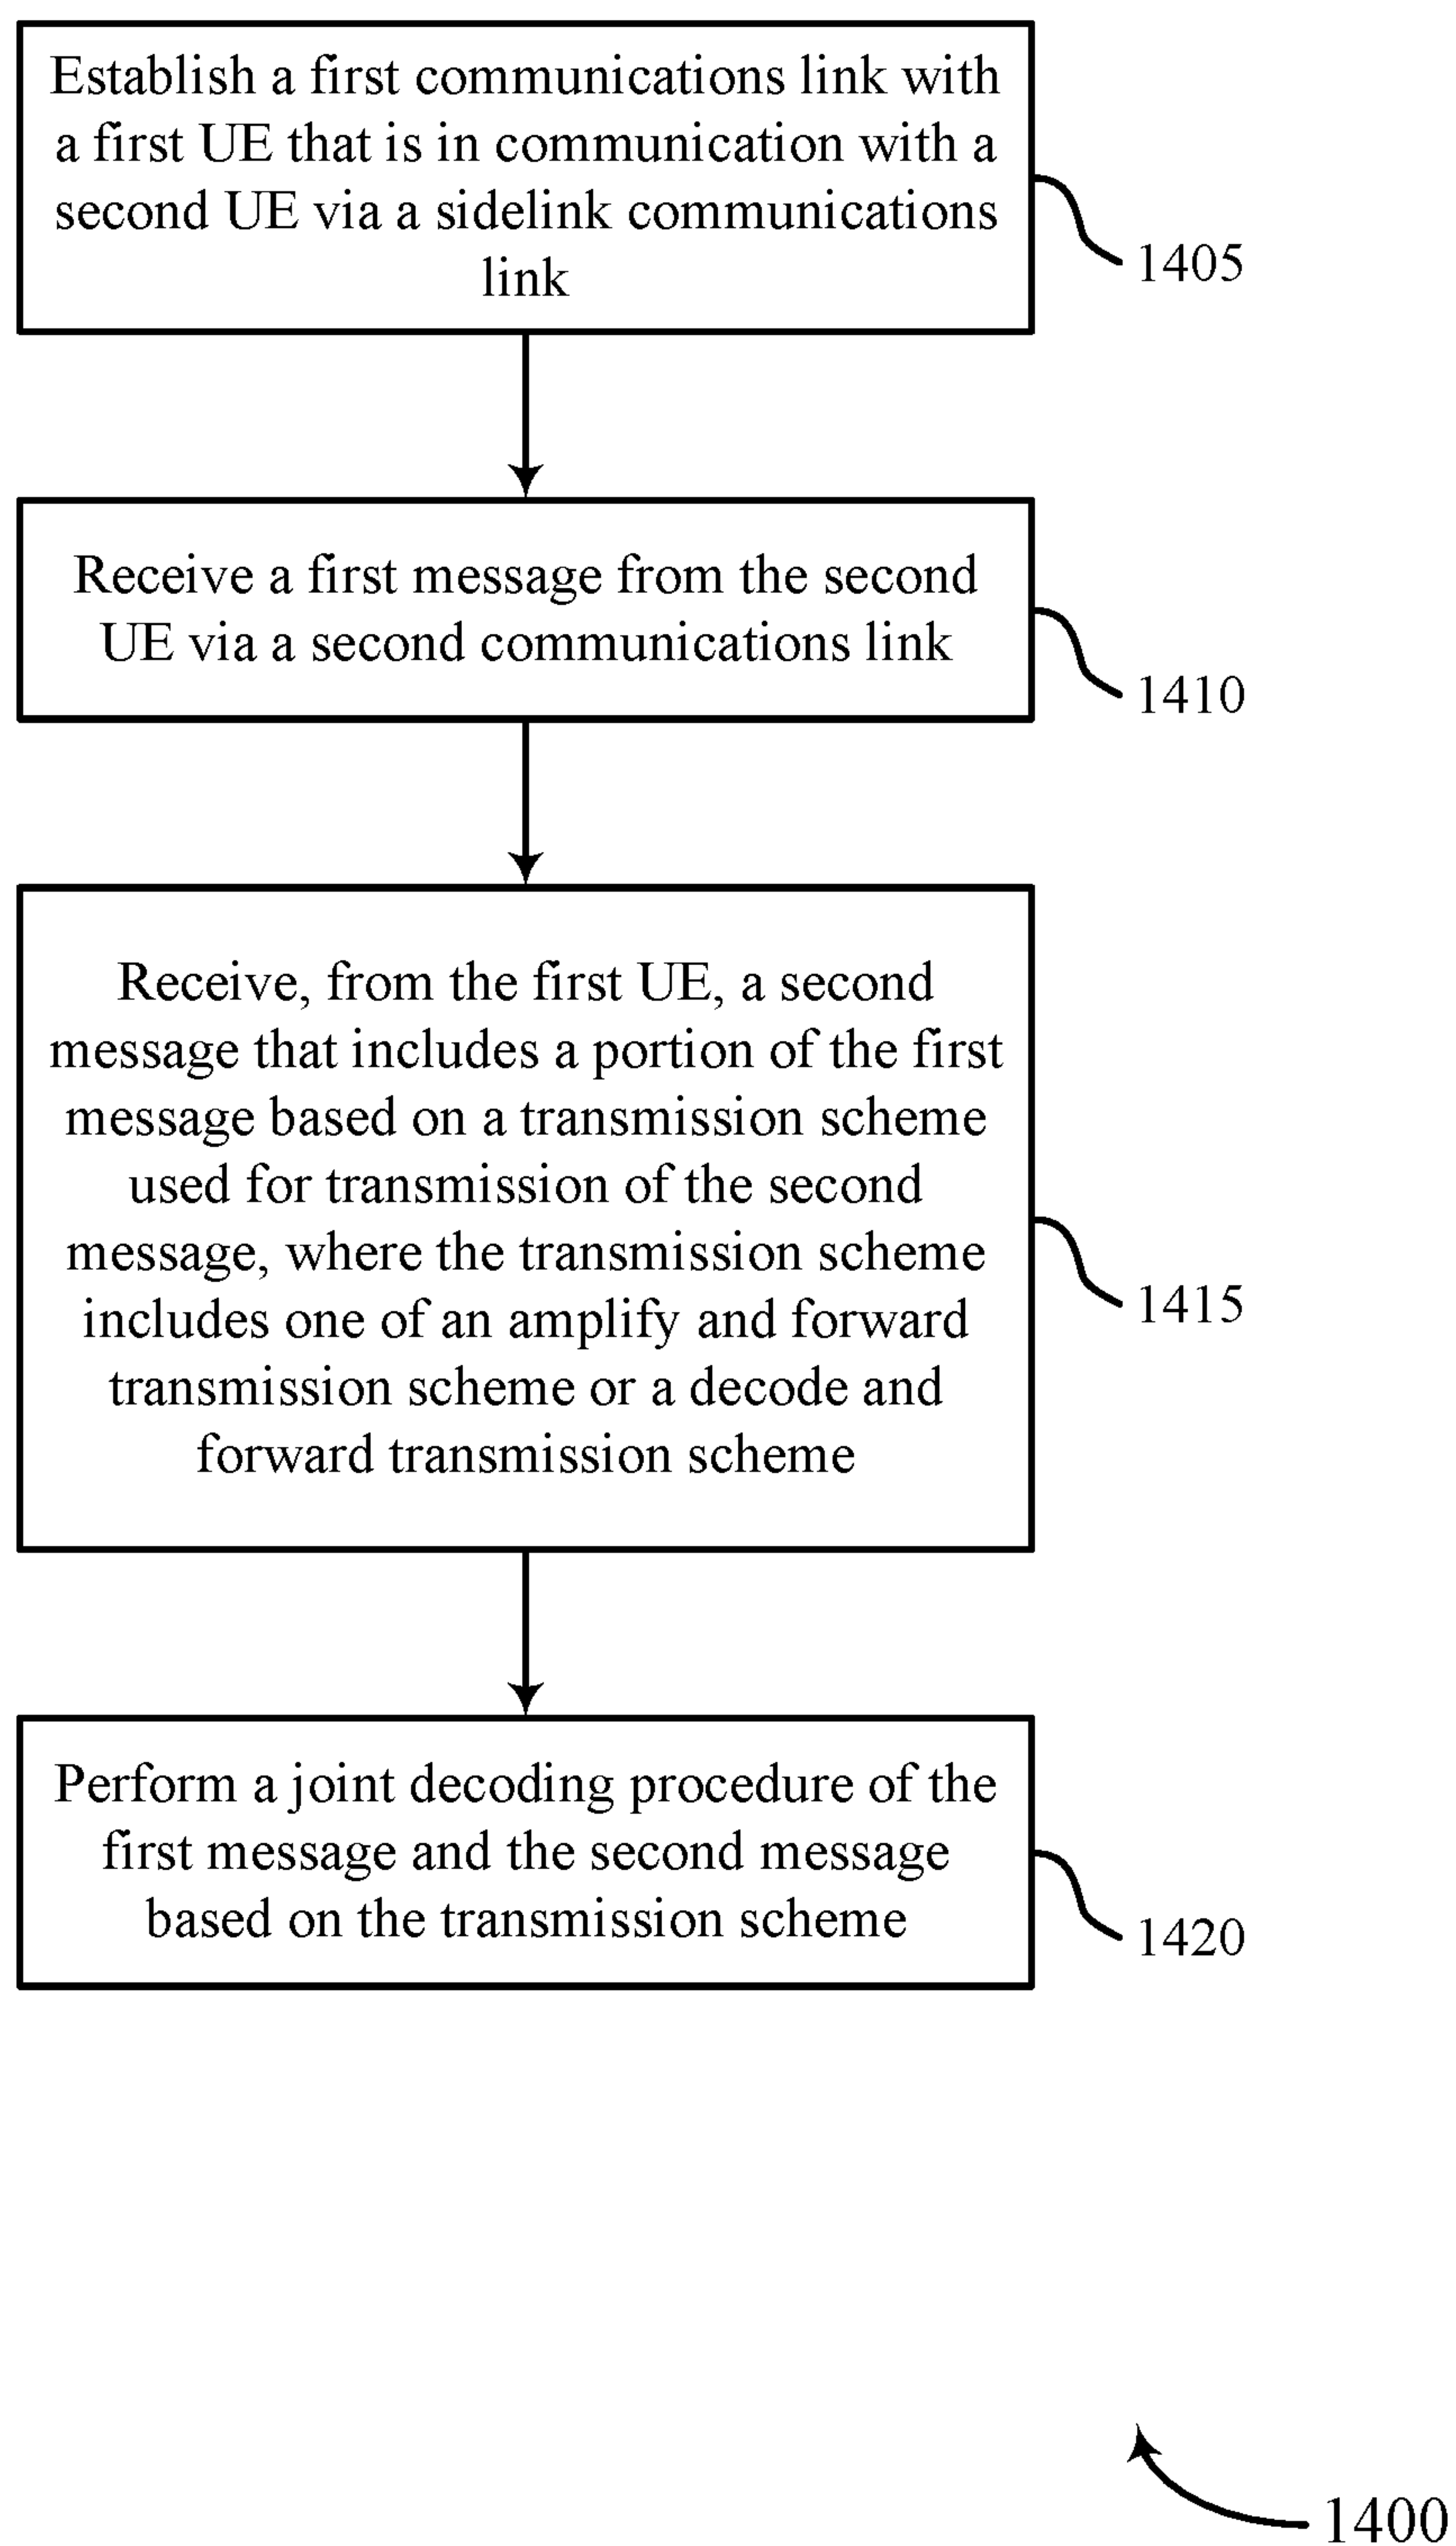 Establish a first communications link with
a first UE that is in communication with a
second UE via a sidelink communications
link
1405
Receive a first message from the second
UE via a second communications link
1410
Receive, from the first UE, a second
message that includes a portion of the first
message based on a transmission scheme
used for transmission of the second
message, where the transmission scheme
includes one of an amplify and forward
transmission scheme or a decode and
forward transmission scheme
1415
Perform a joint decoding procedure of the
first message and the second message
based on the transmission scheme
1420
1400